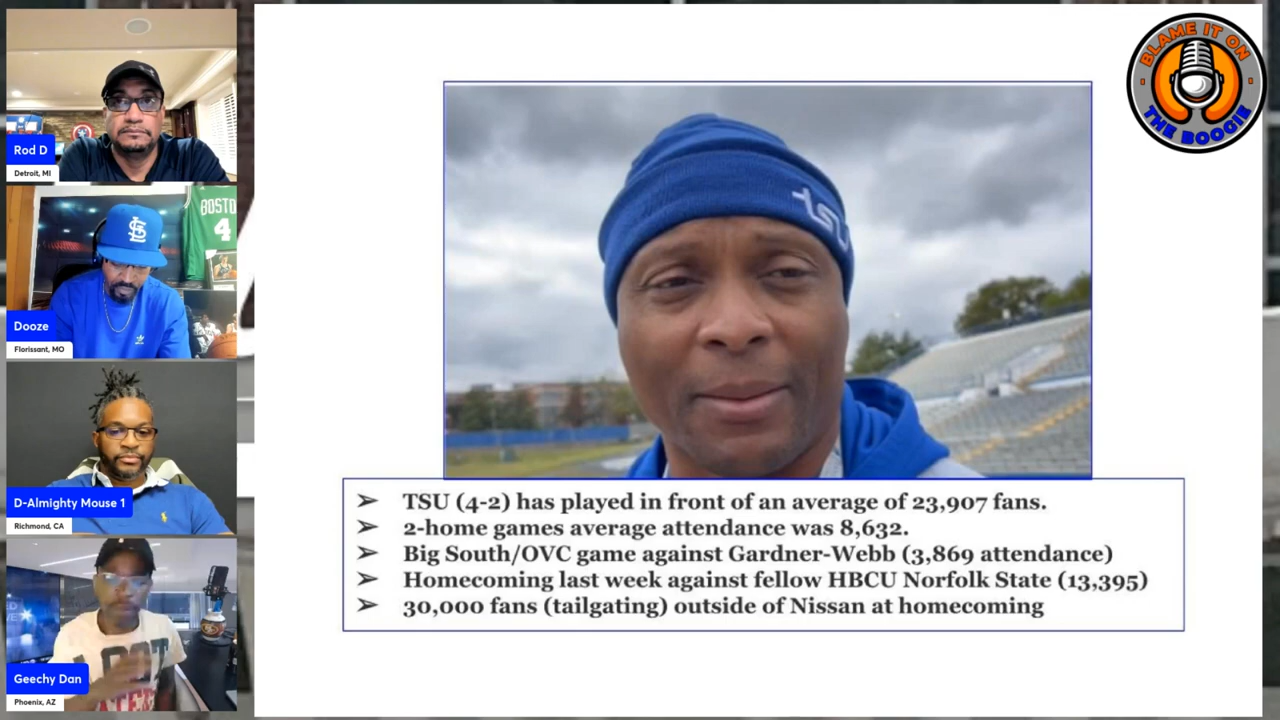 BLAME IT ON
THE BOOGIE
Rod D
Detroit, MI
BOSTO
4
Dooze
Florissant, MO
D-Almighty Mouse 1
Richmond, CA
Geechy Dan
Phoenix, AZ
tsu
➢ TSU (4-2) has played in front of an average of 23,907 fans.
➢ 2-home games average attendance was 8,632.
➢ Big South/OVC game against Gardner-Webb (3,869 attendance)
➢ Homecoming last week against fellow HBCU Norfolk State (13,395)
➢ 30,000 fans (tailgating) outside of Nissan at homecoming